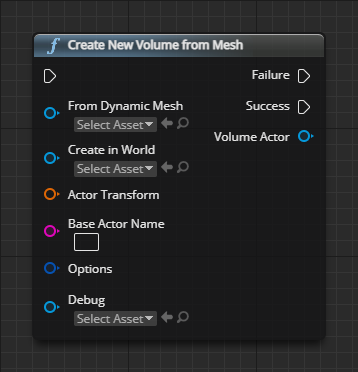 f Create New Volume from Mesh
Failure
From Dynamic Mesh
Success
Select Asset
Volume Actor
Create in World
Select Asset
Actor Transform
Base Actor Name
Options
Debug
Select Asset